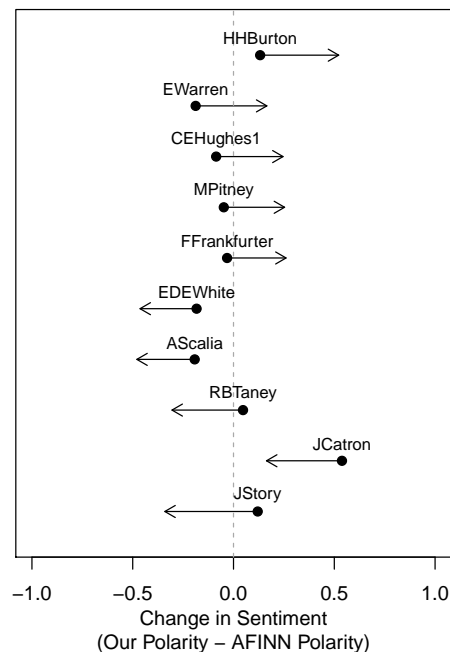 HHBurton
EWarren
CEHughes1
MPitney
FFrankfurter
EDEWhite
AScalia
RBTaney
JCatron
JStory
−1.0 −0.5 0.0 0.5 1.0
Change in Sentiment
(Our Polarity − AFINN Polarity)